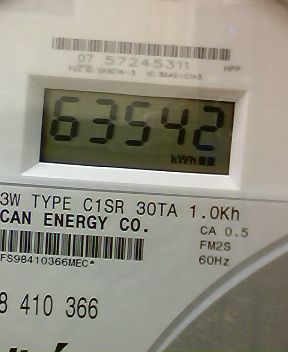 07 57245311
HPP
63542
kWh
3W TYPE C1SR 30TA 1.0Kh
CAN ENERGY CO.
CA 0.5
FM2S
FS98410366MEC*
60Hz
8 410 366